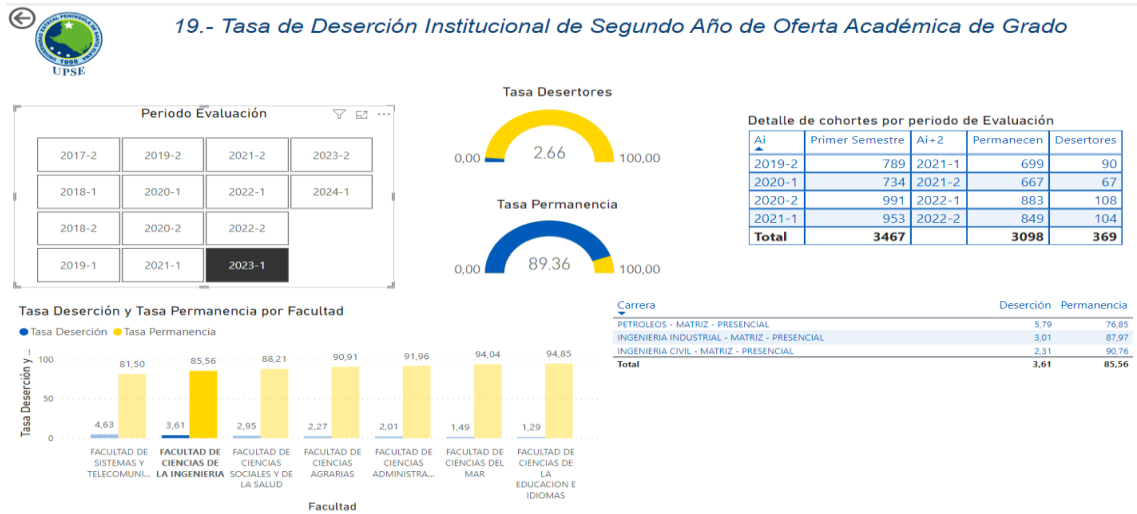 19.- Tasa de Deserción Institucional de Segundo Año de Oferta Académica de Grado
UPSE
Periodo Evaluación
2017-2 2019-2 2021-2 2023-2
2018-1 2020-1 2022-1 2024-1
2018-2 2020-2 2022-2
2019-1 2021-1 2023-1
Tasa Desertores
0,00 2.66 100,00
Tasa Permanencia
0,00 89,36 100,00
Detalle de cohortes por periodo de Evaluación
Ai Primer Semestre Ai+2 Permanecen Desertores
2019-2 789 2021-1 699 90
2020-1 734 2021-2 667 67
2020-2 991 2022-1 883 108
2021-1 953 2022-2 849 104
Total 3467 3098 369
Tasa Deserción y Tasa Permanencia por Facultad
Tasa Deserción Tasa Permanencia
Tasa Deserción y ...
100
50
0
81,50 85,56 88,21 90,91 91,96 94,04 94,85
4,63 3,61 2,95 2,27 2,01 1,49 1,29
FACULTAD DE SISTEMAS Y TELECOMUNI...
FACULTAD DE CIENCIAS DE LA INGENIERIA
FACULTAD DE CIENCIAS SOCIALES Y DE LA SALUD
FACULTAD DE CIENCIAS AGRARIAS
FACULTAD DE CIENCIAS ADMINISTRA...
FACULTAD DE CIENCIAS DEL MAR
FACULTAD DE CIENCIAS DE LA EDUCACION E IDIOMAS
Facultad
Carrera Deserción Permanencia
PETROLEOS - MATRIZ - PRESENCIAL 5,79 76,85
INGENIERIA INDUSTRIAL - MATRIZ - PRESENCIAL 3,01 87,97
INGENIERIA CIVIL - MATRIZ - PRESENCIAL 2,31 90,76
Total 3,61 85,56